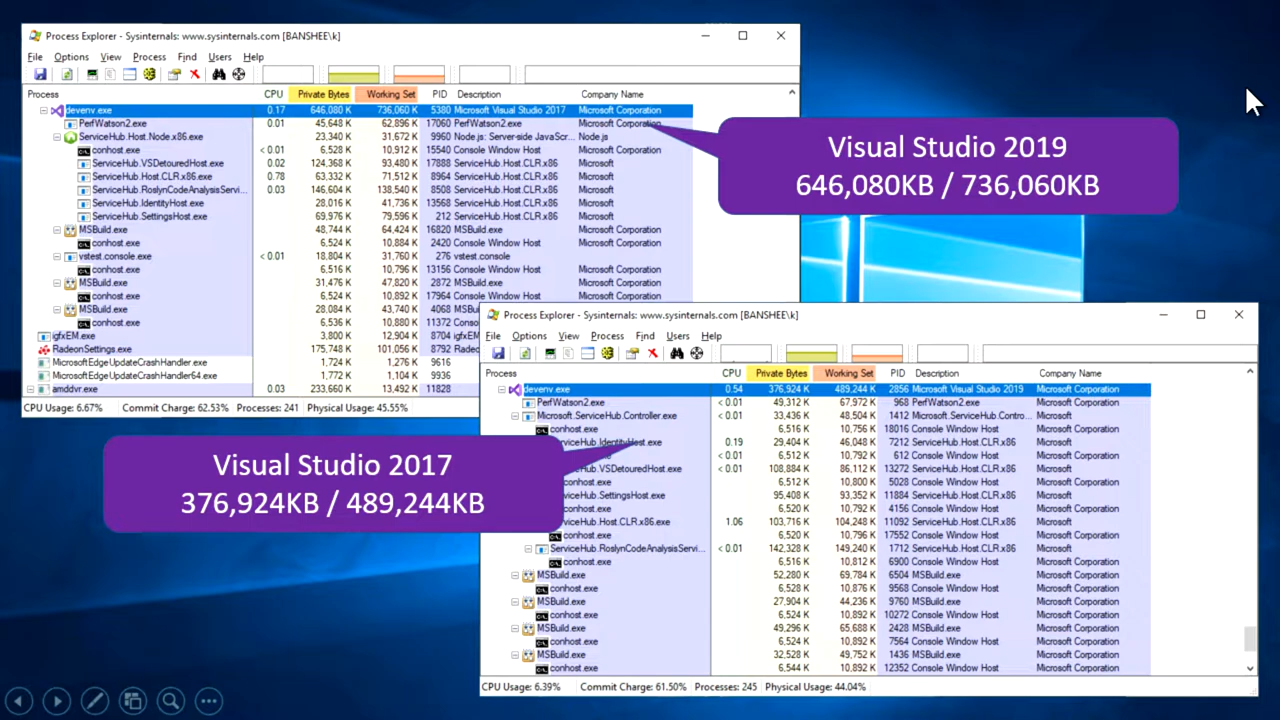 Process Explorer - Sysinternals: www.sysinternals.com [BANSHEE\k]
File Options View Process Find Users Help
Process CPU Private Bytes Working Set PID Description Company Name
devenv.exe 0.17 646,080 K 736,060 K 5380 Microsoft Visual Studio 2017 Microsoft Corporation
PerfWatson2.exe 0.01 45,648 K 62,896 K 17060 PerfWatson2.exe Microsoft Corporation
ServiceHub.Host.Node.x86.exe 23,340 K 31,672 K 9960 Node.js: Server-side JavaScr... Node.js
conhost.exe < 0.01 6,528 K 10,912 K 15540 Console Window Host Microsoft Corporation
ServiceHub.VSDetouredHost.exe 0.02 124,368 K 93,480 K 17888 ServiceHub.Host.CLR.x86 Microsoft
ServiceHub.Host.CLR.x86.exe 0.78 63,332 K 71,512 K 8964 ServiceHub.Host.CLR.x86 Microsoft
ServiceHub.RoslynCodeAnalysisServi... 0.03 146,604 K 138,540 K 8508 ServiceHub.Host.CLR.x86 Microsoft
ServiceHub.IdentityHost.exe 28,016 K 41,736 K 13568 ServiceHub.Host.CLR.x86 Microsoft
ServiceHub.SettingsHost.exe 69,976 K 79,596 K 212 ServiceHub.Host.CLR.x86 Microsoft
MSBuild.exe 48,744 K 64,424 K 16820 MSBuild.exe Microsoft Corporation
conhost.exe 6,524 K 10,884 K 2420 Console Window Host Microsoft Corporation
vstest.console.exe < 0.01 18,804 K 31,760 K 276 vstest.console Microsoft Corporation
conhost.exe 6,516 K 10,796 K 13156 Console Window Host Microsoft Corporation
MSBuild.exe 31,476 K 47,820 K 2872 MSBuild.exe Microsoft Corporation
conhost.exe 6,524 K 10,892 K 17964 Console Window Host Microsoft Corporation
MSBuild.exe 28,084 K 43,740 K 4068
conhost.exe 6,536 K 10,880 K 11372
igfxEM.exe 3,800 K 12,904 K 8704
RadeonSettings.exe 175,748 K 101,056 K 8792
MicrosoftEdgeUpdateCrashHandler.exe 1,724 K 1,276 K 9616
MicrosoftEdgeUpdateCrashHandler64.exe 1,772 K 1,104 K 9936
amddvr.exe 0.03 233,660 K 13,492 K 11828
CPU Usage: 6.67% Commit Charge: 62.53% Processes: 241 Physical Usage: 45.55%
Visual Studio 2019
646,080KB / 736,060KB
Process Explorer - Sysinternals: www.sysinternals.com [BANSHEE\k]
File Options View Process Find Users Help
Process CPU Private Bytes Working Set PID Description Company Name
devenv.exe 0.54 376,924 K 489,244 K 2856 Microsoft Visual Studio 2019 Microsoft Corporation
PerfWatson2.exe < 0.01 49,312 K 67,972 K 968 PerfWatson2.exe Microsoft Corporation
Microsoft.ServiceHub.Controller.exe < 0.01 33,436 K 48,504 K 1412 Microsoft.ServiceHub.Contro... Microsoft
conhost.exe 6,516 K 10,756 K 18016 Console Window Host Microsoft Corporation
ServiceHub.IdentityHost.exe 0.19 29,404 K 46,048 K 7212 ServiceHub.Host.CLR.x86 Microsoft
< 0.01 6,512 K 10,792 K 612 Console Window Host Microsoft Corporation
ServiceHub.VSDetouredHost.exe < 0.01 108,884 K 86,112 K 13272 ServiceHub.Host.CLR.x86 Microsoft
conhost.exe 6,512 K 10,800 K 5028 Console Window Host Microsoft Corporation
ServiceHub.SettingsHost.exe 95,408 K 93,352 K 11884 ServiceHub.Host.CLR.x86 Microsoft
conhost.exe 6,520 K 10,792 K 4156 Console Window Host Microsoft Corporation
ServiceHub.Host.CLR.x86.exe 1.06 103,716 K 104,248 K 11092 ServiceHub.Host.CLR.x86 Microsoft
conhost.exe 6,520 K 10,796 K 17552 Console Window Host Microsoft Corporation
ServiceHub.RoslynCodeAnalysisServi... < 0.01 142,328 K 149,240 K 1712 ServiceHub.Host.CLR.x86 Microsoft
conhost.exe 6,516 K 10,812 K 6900 Console Window Host Microsoft Corporation
MSBuild.exe 52,280 K 69,784 K 6504 MSBuild.exe Microsoft Corporation
conhost.exe 6,528 K 10,876 K 9568 Console Window Host Microsoft Corporation
MSBuild.exe 27,904 K 44,236 K 9760 MSBuild.exe Microsoft Corporation
conhost.exe 6,524 K 10,892 K 10272 Console Window Host Microsoft Corporation
MSBuild.exe 49,296 K 65,688 K 2428 MSBuild.exe Microsoft Corporation
conhost.exe 6,524 K 10,892 K 7564 Console Window Host Microsoft Corporation
MSBuild.exe 32,528 K 49,752 K 1436 MSBuild.exe Microsoft Corporation
conhost.exe 6,544 K 10,892 K 12352 Console Window Host Microsoft Corporation
CPU Usage: 6.39% Commit Charge: 61.50% Processes: 245 Physical Usage: 44.04%
Visual Studio 2017
376,924KB / 489,244KB